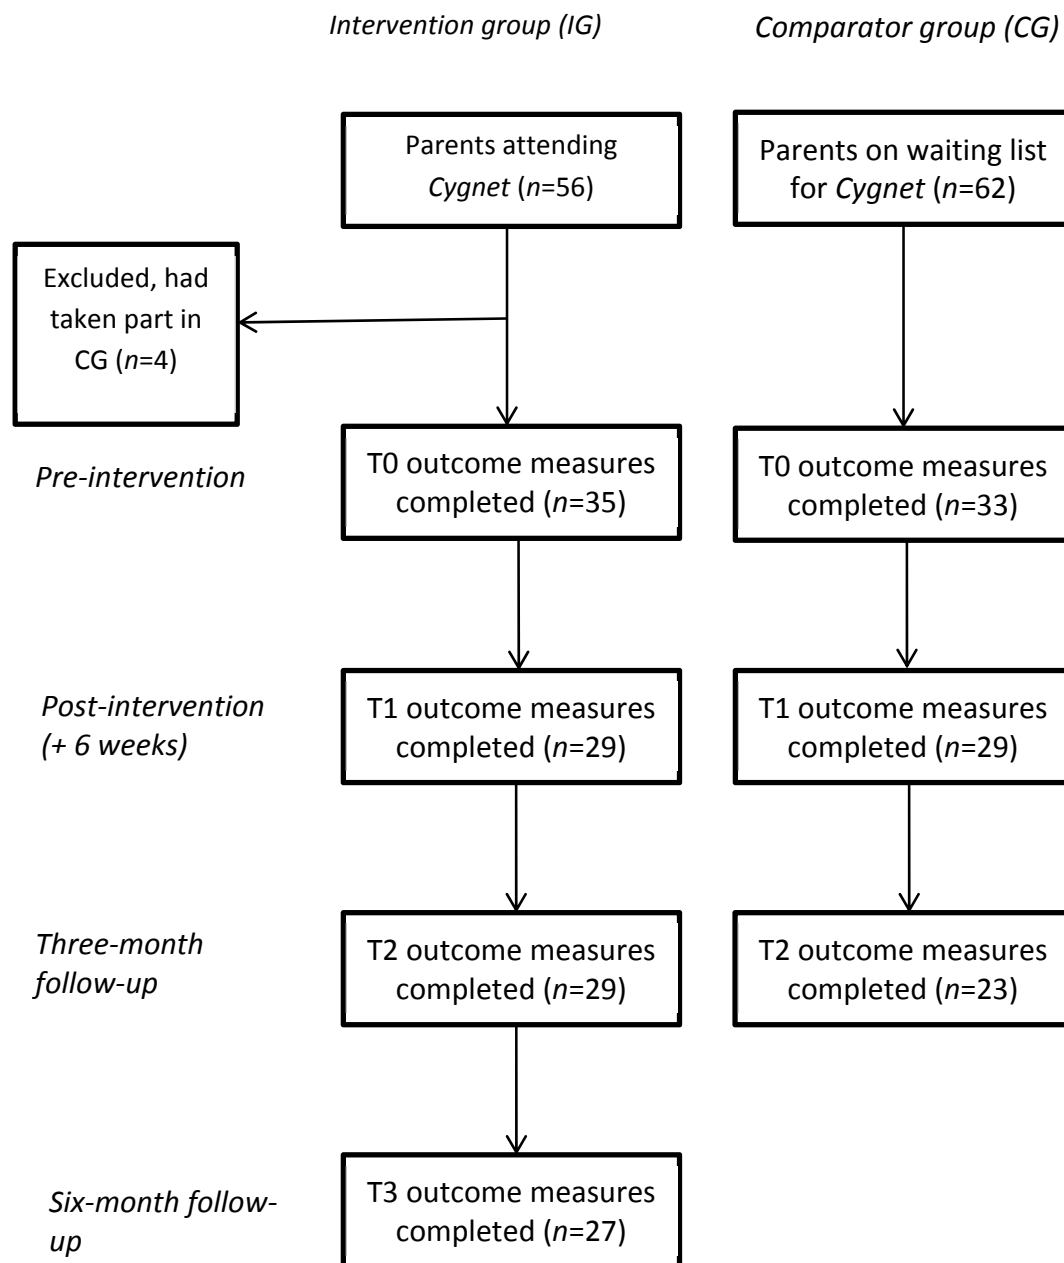 Intervention group (IG)
Comparator group (CG)
Parents attending
Cygnet (n=56)
Parents on waiting list
for Cygnet (n=62)
Excluded, had
taken part in
CG (n=4)
Pre-intervention
T0 outcome measures
completed (n=35)
T0 outcome measures
completed (n=33)
Post-intervention
(+ 6 weeks)
T1 outcome measures
completed (n=29)
T1 outcome measures
completed (n=29)
Three-month
follow-up
T2 outcome measures
completed (n=29)
T2 outcome measures
completed (n=23)
Six-month follow-
up
T3 outcome measures
completed (n=27)